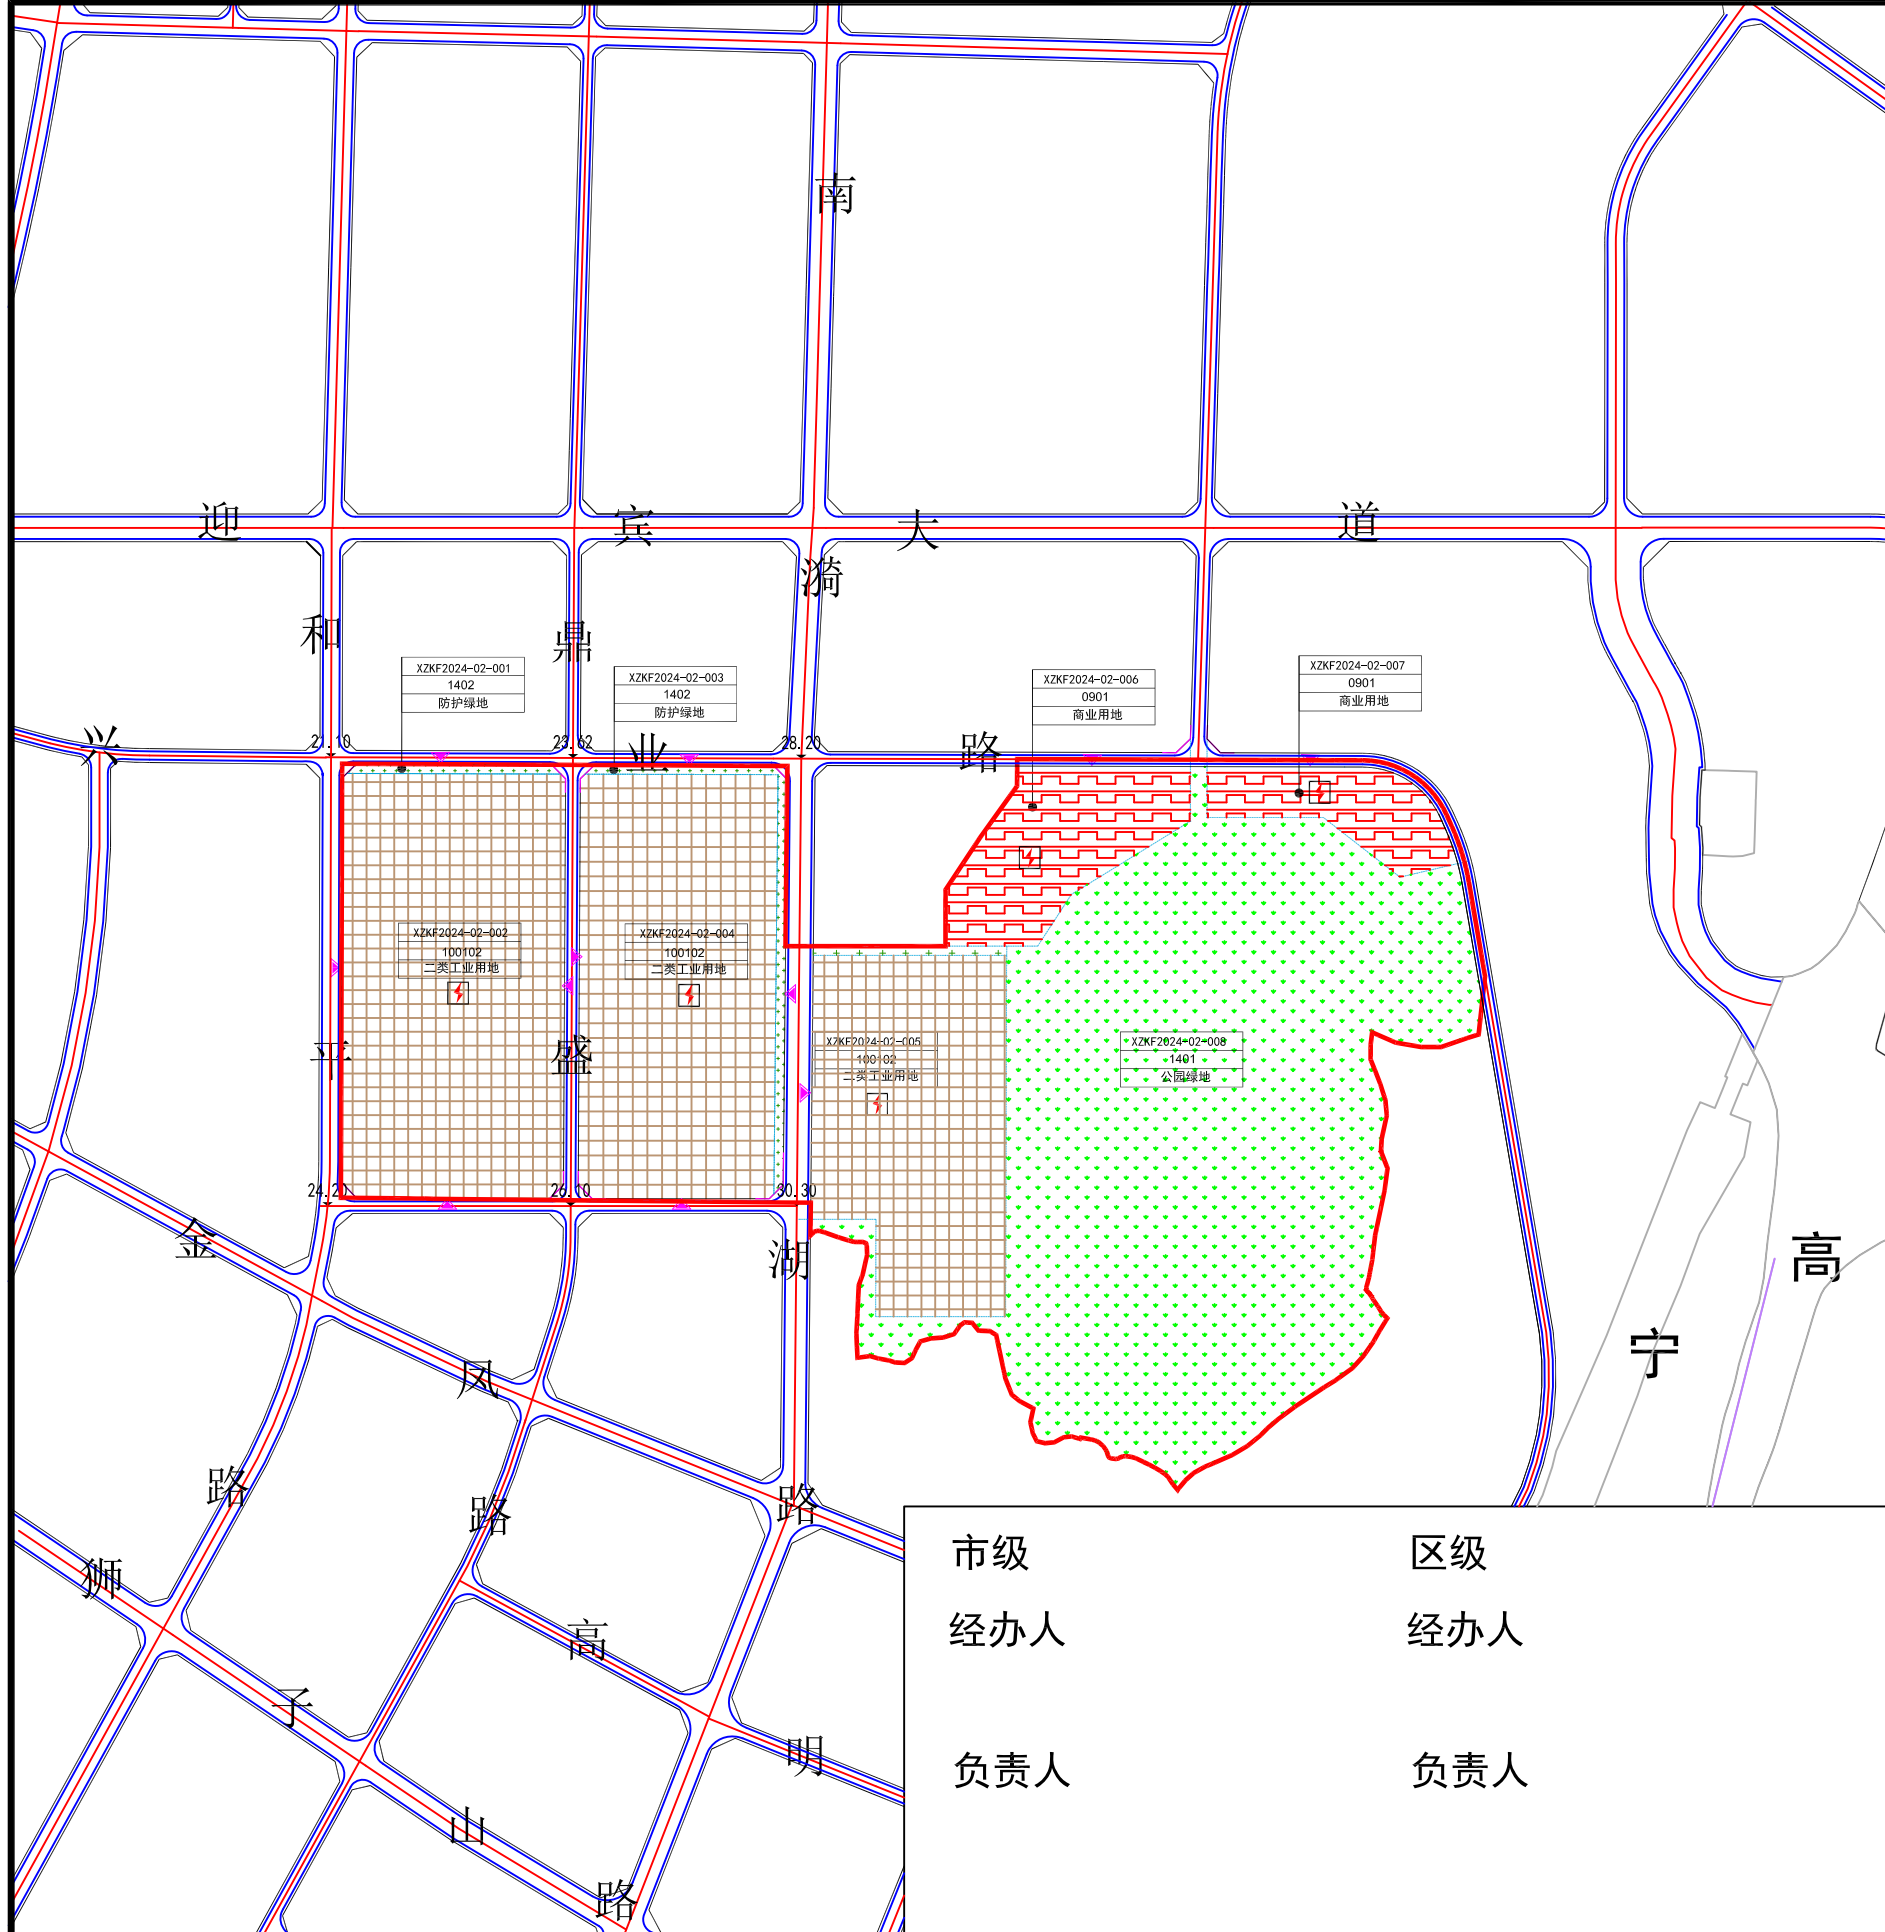 南
迎宾大道
漪
和
鼎
XZKF2024-02-001
1402
防护绿地
XZKF2024-02-003
1402
防护绿地
XZKF2024-02-006
0901
商业用地
XZKF2024-02-007
0901
商业用地
兴业路
21.10
23.62
28.20
XZKF2024-02-002
100102
二类工业用地
XZKF2024-02-004
100102
二类工业用地
平
盛
XZKF2024-02-005
100102
二类工业用地
XZKF2024-02-008
1401
公园绿地
24.20
26.10
30.30
金
湖
高
宁
凤
路
路
路
市级
区级
狮
经办人
经办人
高
子
明
负责人
负责人
山
路